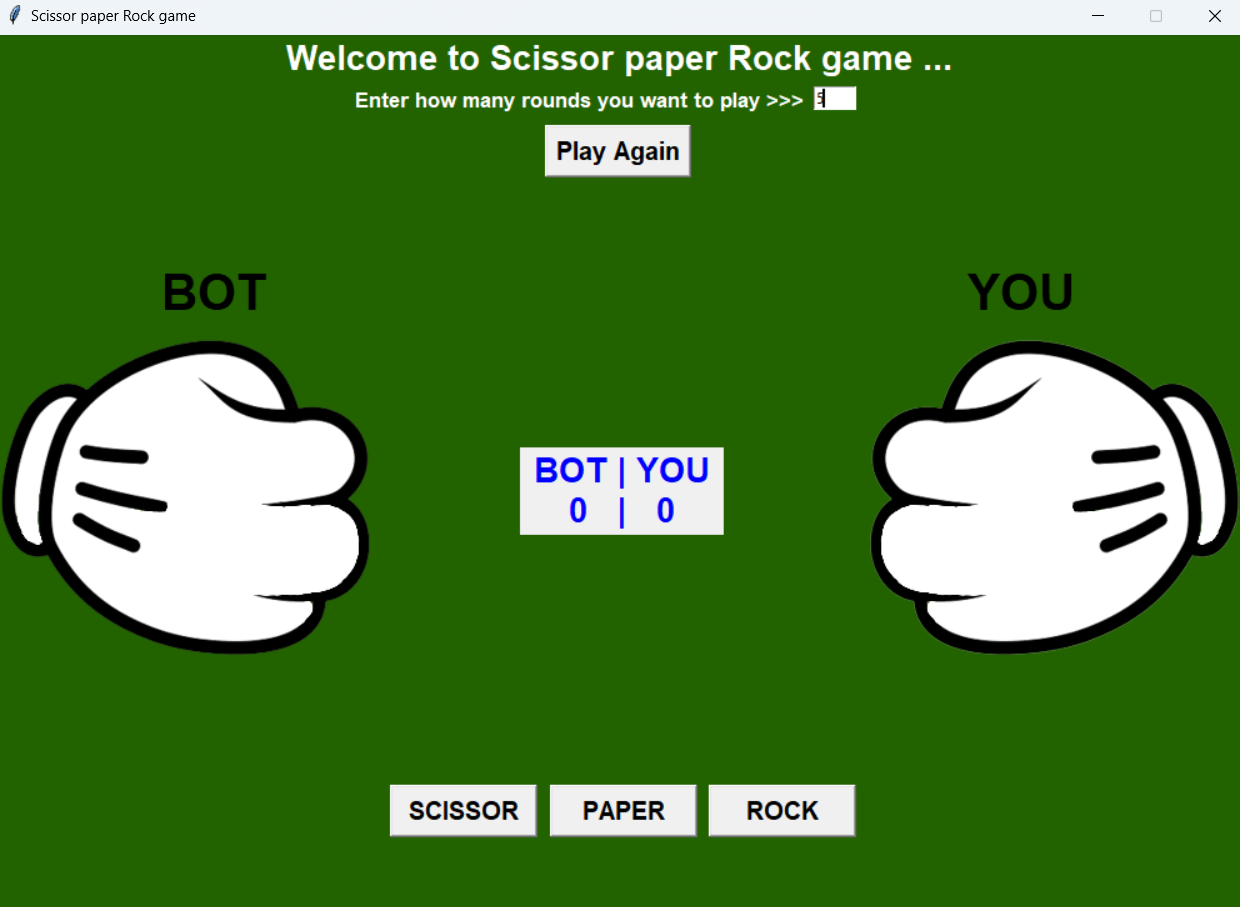 Scissor paper Rock game
Welcome to Scissor paper Rock game ...
Enter how many rounds you want to play >>> 5
Play Again
BOT
YOU
BOT | YOU
0 | 0
SCISSOR
PAPER
ROCK